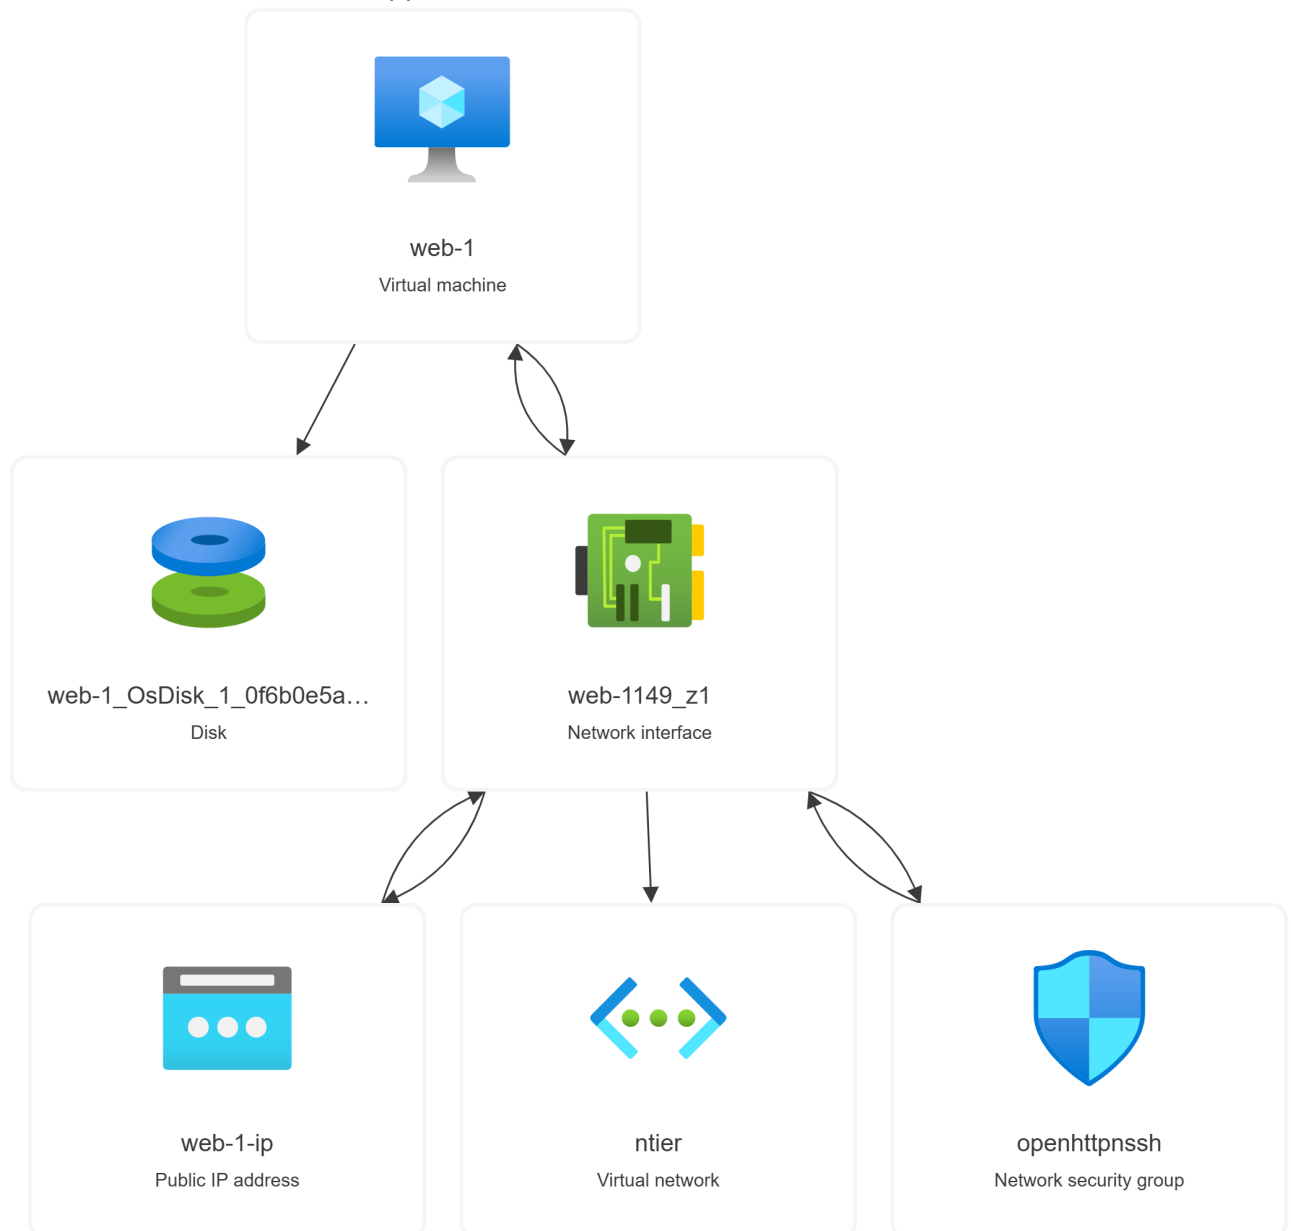 web-1
Virtual machine
web-1_OsDisk_1_0f6b0e5a…
Disk
web-1149_z1
Network interface
web-1-ip
Public IP address
ntier
Virtual network
openhttpnssh
Network security group